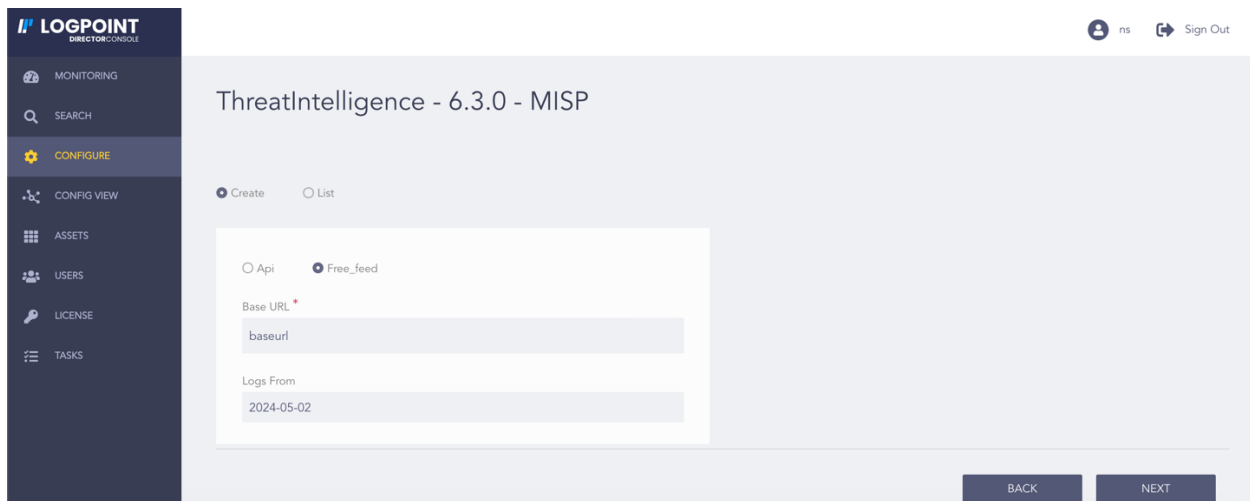 LOGPOINT
DIRECTORCONSOLE
ns
Sign Out
MONITORING
SEARCH
CONFIGURE
CONFIG VIEW
ASSETS
USERS
LICENSE
TASKS
ThreatIntelligence - 6.3.0 - MISP
Create List
Api Free_feed
Base URL *
baseurl
Logs From
2024-05-02
BACK NEXT